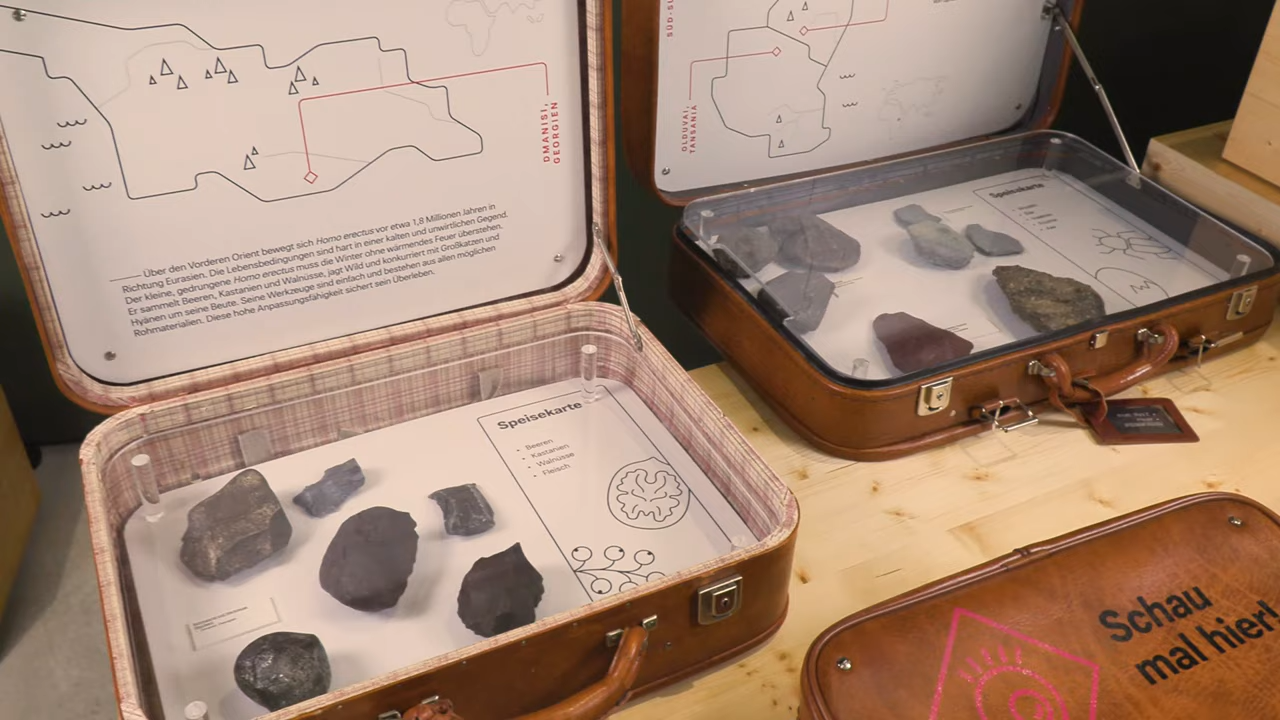 DMANISI,
GEORGIEN
Über den Vorderen Orient bewegt sich Homo erectus vor etwa 1,8 Millionen Jahren in
Richtung Eurasien. Die Lebensbedingungen sind hart in einer kalten und unwirtlichen Gegend.
Der kleine, gedrungene Homo erectus muss die Winter ohne wärmendes Feuer überstehen.
Er sammelt Beeren, Kastanien und Walnüsse, jagt Wild und konkurriert mit Großkatzen und
Hyänen um seine Beute. Seine Werkzeuge sind einfach und bestehen aus allen möglichen
Rohmaterialien. Diese hohe Anpassungsfähigkeit sichert sein Überleben.
Speisekarte
• Beeren
• Kastanien
• Walnüsse
• Fleisch
OLDUVAI,
TANSANIA
Speisekarte
Schau
mal hier!